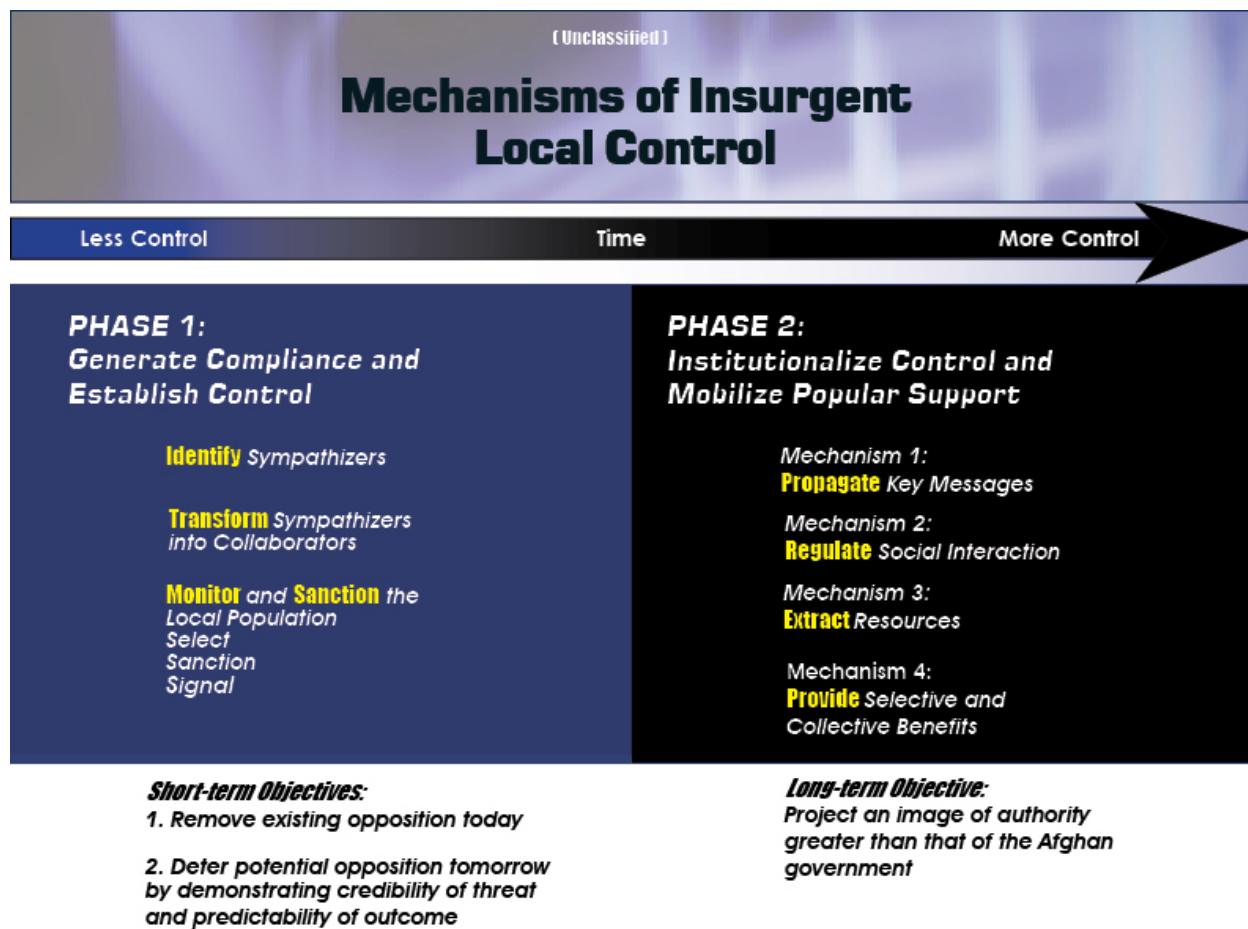 (Unclassified)
Mechanisms of Insurgent
Local Control
Less Control Time More Control
PHASE 1:
Generate Compliance and
Establish Control
Identify Sympathizers
Transform Sympathizers
into Collaborators
Monitor and Sanction the
Local Population
Select
Sanction
Signal
PHASE 2:
Institutionalize Control and
Mobilize Popular Support
Mechanism 1:
Propagate Key Messages
Mechanism 2:
Regulate Social Interaction
Mechanism 3:
Extract Resources
Mechanism 4:
Provide Selective and
Collective Benefits
Short-term Objectives:
1. Remove existing opposition today
2. Deter potential opposition tomorrow
by demonstrating credibility of threat
and predictability of outcome
Long-term Objective:
Project an image of authority
greater than that of the Afghan
government